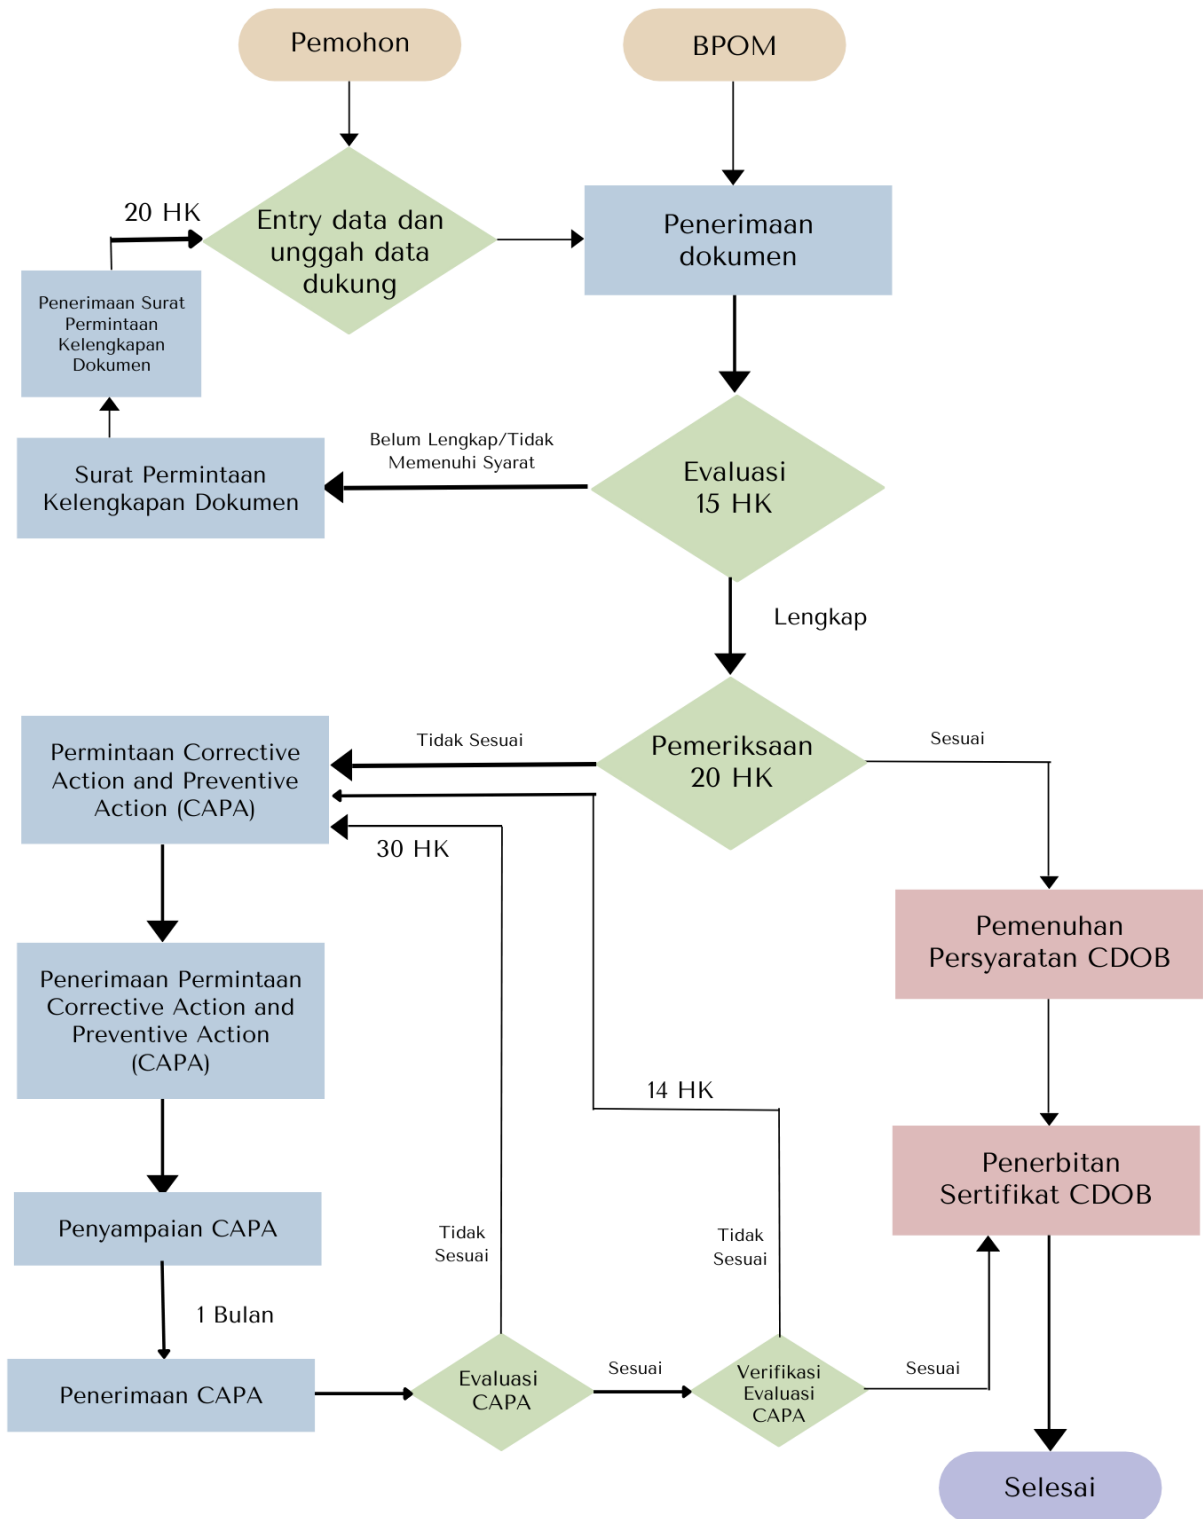 Pemohon
BPOM
20 HK
Entry data dan
unggah data
dukung
Penerimaan
dokumen
Penerimaan Surat
Permintaan
Kelengkapan
Dokumen
Belum Lengkap/Tidak
Memenuhi Syarat
Surat Permintaan
Kelengkapan Dokumen
Evaluasi
15 HK
Lengkap
Permintaan Corrective
Action and Preventive
Action (CAPA)
Tidak Sesuai
Pemeriksaan
20 HK
Sesuai
30 HK
Pemenuhan
Persyaratan CDOB
Penerimaan Permintaan
Corrective Action and
Preventive Action
(CAPA)
14 HK
Penerbitan
Sertifikat CDOB
Penyampaian CAPA
Tidak
Sesuai
Tidak
Sesuai
1 Bulan
Penerimaan CAPA
Evaluasi
CAPA
Sesuai
Verifikasi
Evaluasi
CAPA
Sesuai
Selesai